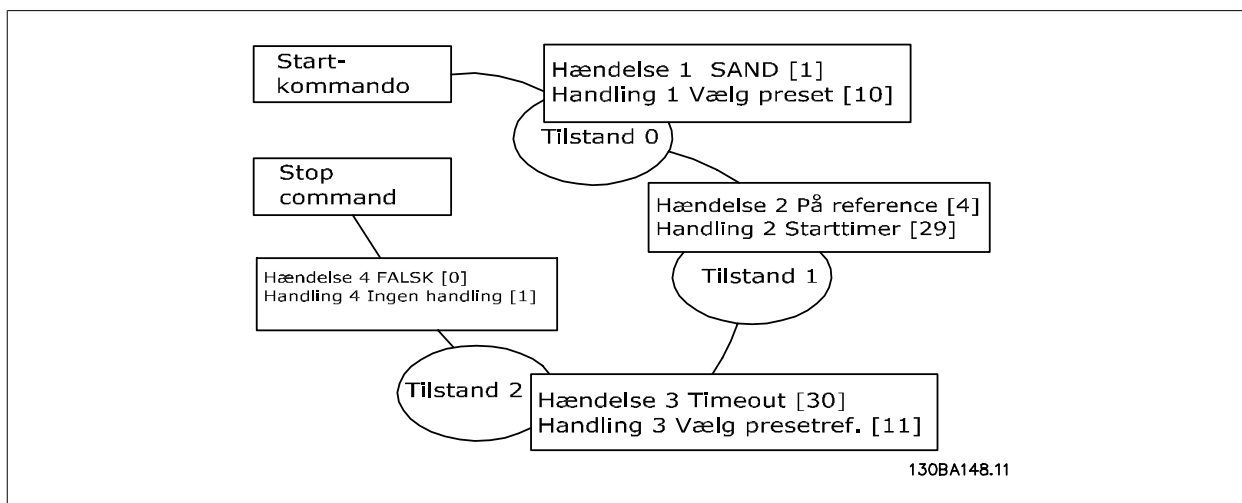 Start-
kommando
Hændelse 1 SAND [1]
Handling 1 Vælg preset [10]
Tilstand 0
Stop
command
Hændelse 2 På reference [4]
Handling 2 Starttimer [29]
Tilstand 1
Hændelse 4 FALSK [0]
Handling 4 Ingen handling [1]
Tilstand 2
Hændelse 3 Timeout [30]
Handling 3 Vælg presetref. [11]
130BA148.11